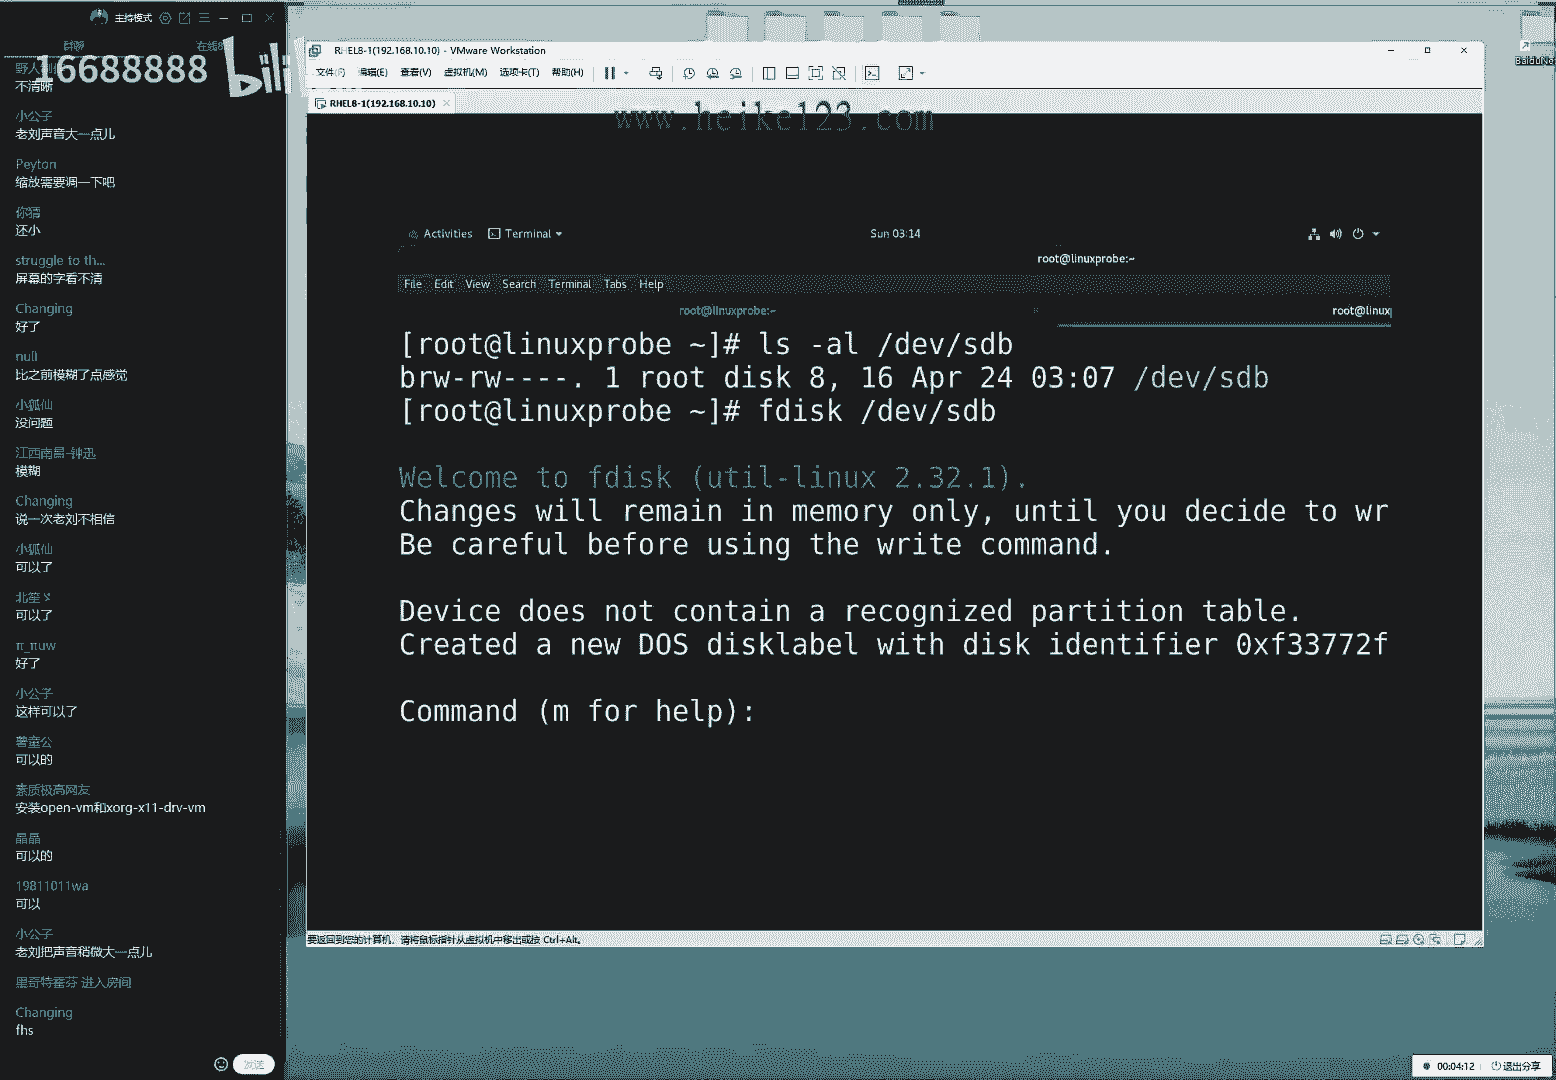 主持模式
群聊
在线
16688888
bili
不清晰
小公子
老刘声音大一点儿
Peyton
缩放需要调一下吧
你猜
还小
struggle to th...
屏幕的字看不清
Changing
好了
null
比之前模糊了点感觉
小狐仙
没问题
江西南昌-钟迅
模糊
Changing
说一次老刘不相信
小狐仙
可以了
可以了
π_πuw
好了
小公子
这样可以了
薯童公
可以的
素质极高网友
安装open-vm和xorg-x11-drv-vm
晶晶
可以的
19811011wa
可以
小公子
老刘把声音稍微大一点儿
进入房间
Changing
fhs
发送
RHEL8-1(192.168.10.10) - VMware Workstation
文件(F) 编辑(E) 查看(V) 虚拟机(M) 选项卡(T) 帮助(H)
RHEL8-1(192.168.10.10)
www.heike123.com
Activities Terminal Sun 03:14
root@linuxprobe:~
File Edit View Search Terminal Tabs Help
root@linuxprobe:~ root@linux
[root@linuxprobe ~]# ls -al /dev/sdb
brw-rw----. 1 root disk 8, 16 Apr 24 03:07 /dev/sdb
[root@linuxprobe ~]# fdisk /dev/sdb
Welcome to fdisk (util-linux 2.32.1).
Changes will remain in memory only, until you decide to wr
Be careful before using the write command.
Device does not contain a recognized partition table.
Created a new DOS disklabel with disk identifier 0xf33772f
Command (m for help):
要返回到您的计算机，请将鼠标指针从虚拟机中移出或按 Ctrl+Alt。
00:04:12 退出分享